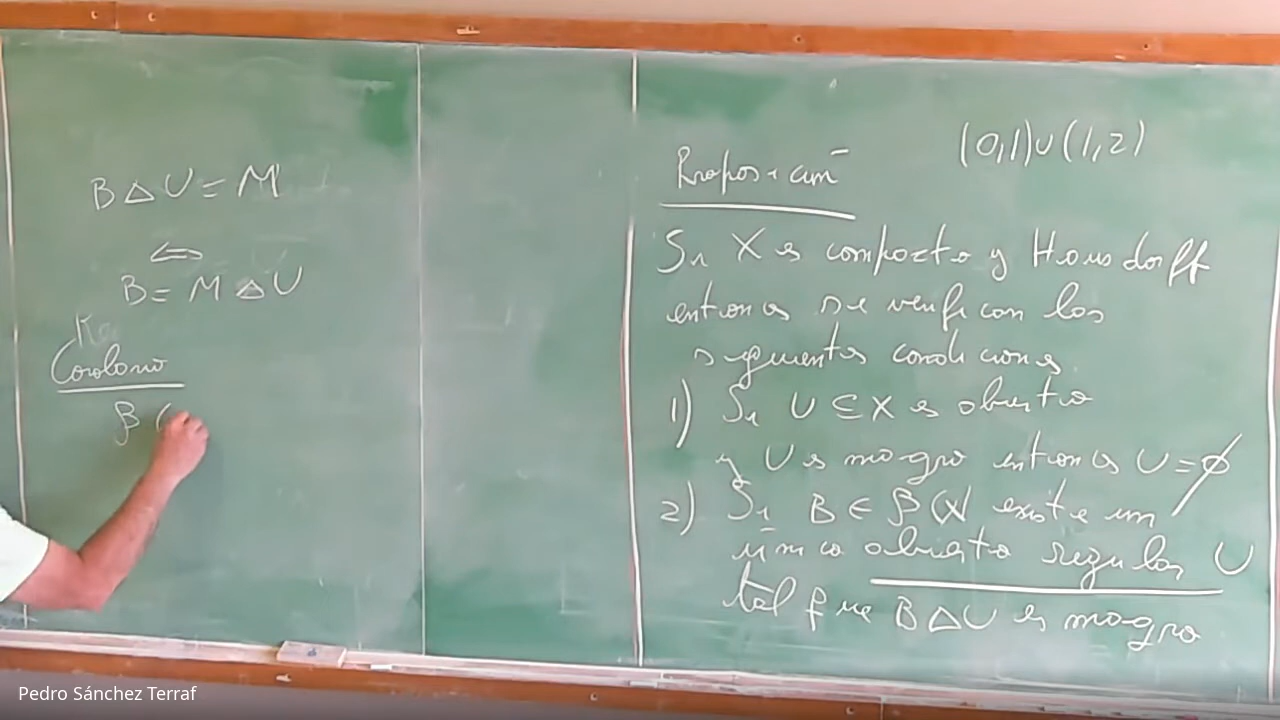 B △ U = M
⇐
B = M △ U
Corolario
β (
(0,1)∪(1,2)
Proposición
Si X es compacto y Hausdorff
entonces se verifican las
siguientes condiciones
1) Si U ⊆ X es abierto
y U es magro entonces U = ∅
2) Si B ∈ β(X) existe un
único abierto regular U
tal que B △ U es magro
Pedro Sánchez Terraf